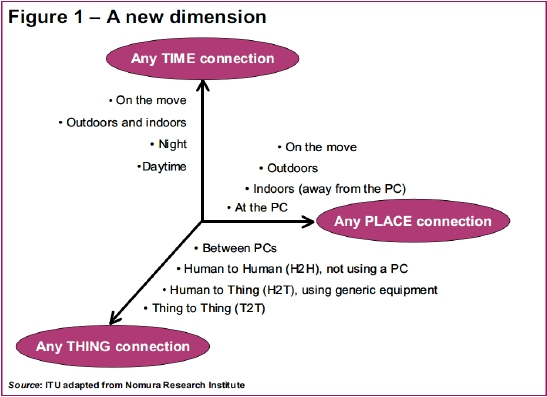 Figure 1 – A new dimension
Any TIME connection
•On the move
•Outdoors and indoors
•Night
•Daytime
•On the move
•Outdoors
•Indoors (away from the PC)
•At the PC
Any PLACE connection
•Between PCs
•Human to Human (H2H), not using a PC
•Human to Thing (H2T), using generic equipment
•Thing to Thing (T2T)
Any THING connection
Source: ITU adapted from Nomura Research Institute